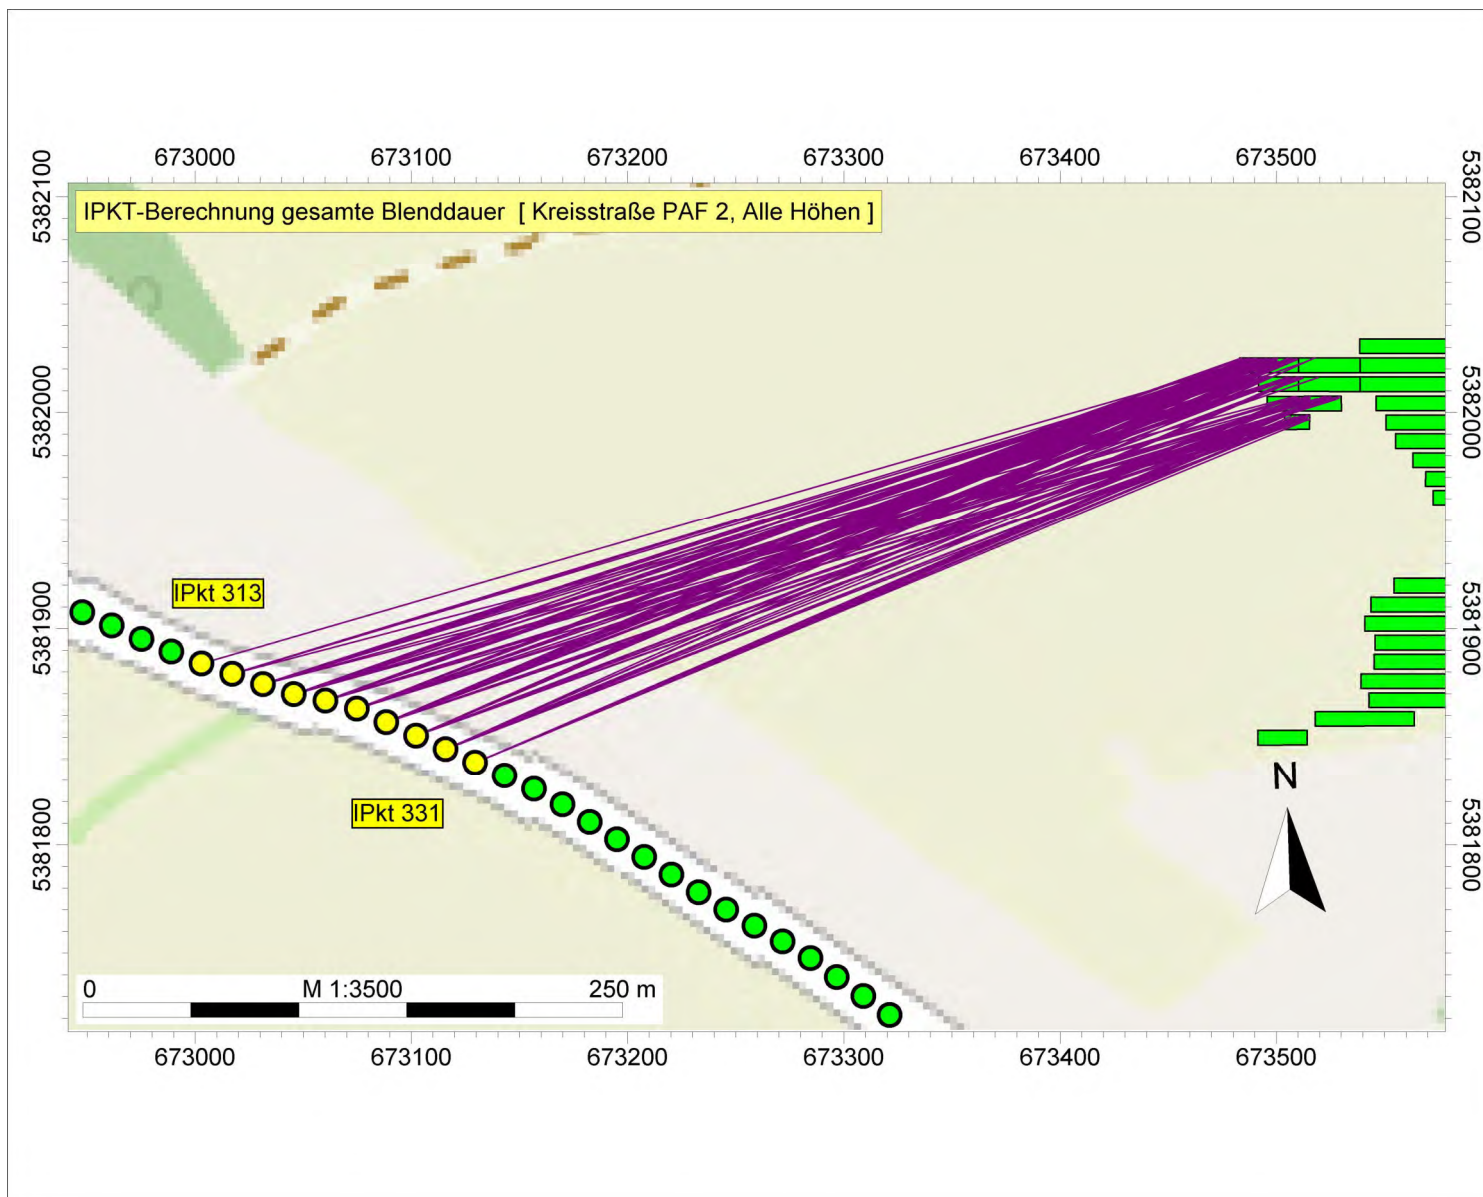 673000 673100 673200 673300 673400 673500
5382100
5382100
IPKT-Berechnung gesamte Blenddauer [ Kreisstraße PAF 2, Alle Höhen ]
5382000
5382000
IPkt 313
5381900
5381900
N
IPkt 331
5381800
5381800
0 M 1:3500 250 m
673000 673100 673200 673300 673400 673500